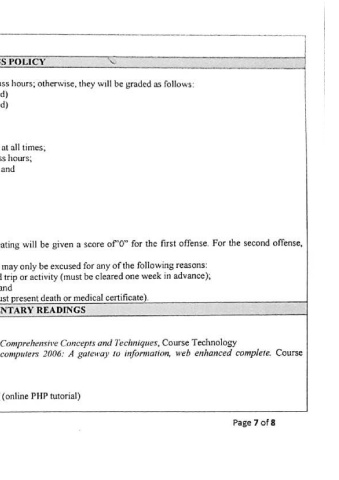 S POLICY
ss hours; otherwise, they will be graded as follows:
d)
d)
at all times;
ss hours;
and
ating will be given a score of"0" for the first offense. For the second offense,
may only be excused for any of the following reasons:
trip or activity (must be cleared one week in advance);
and
ust present death or medical certificate).
NTARY READINGS
Comprehensive Concepts and Techniques, Course Technology
computers 2006: A gateway to information, web enhanced complete. Course
(online PHP tutorial)
Page 7 of 8